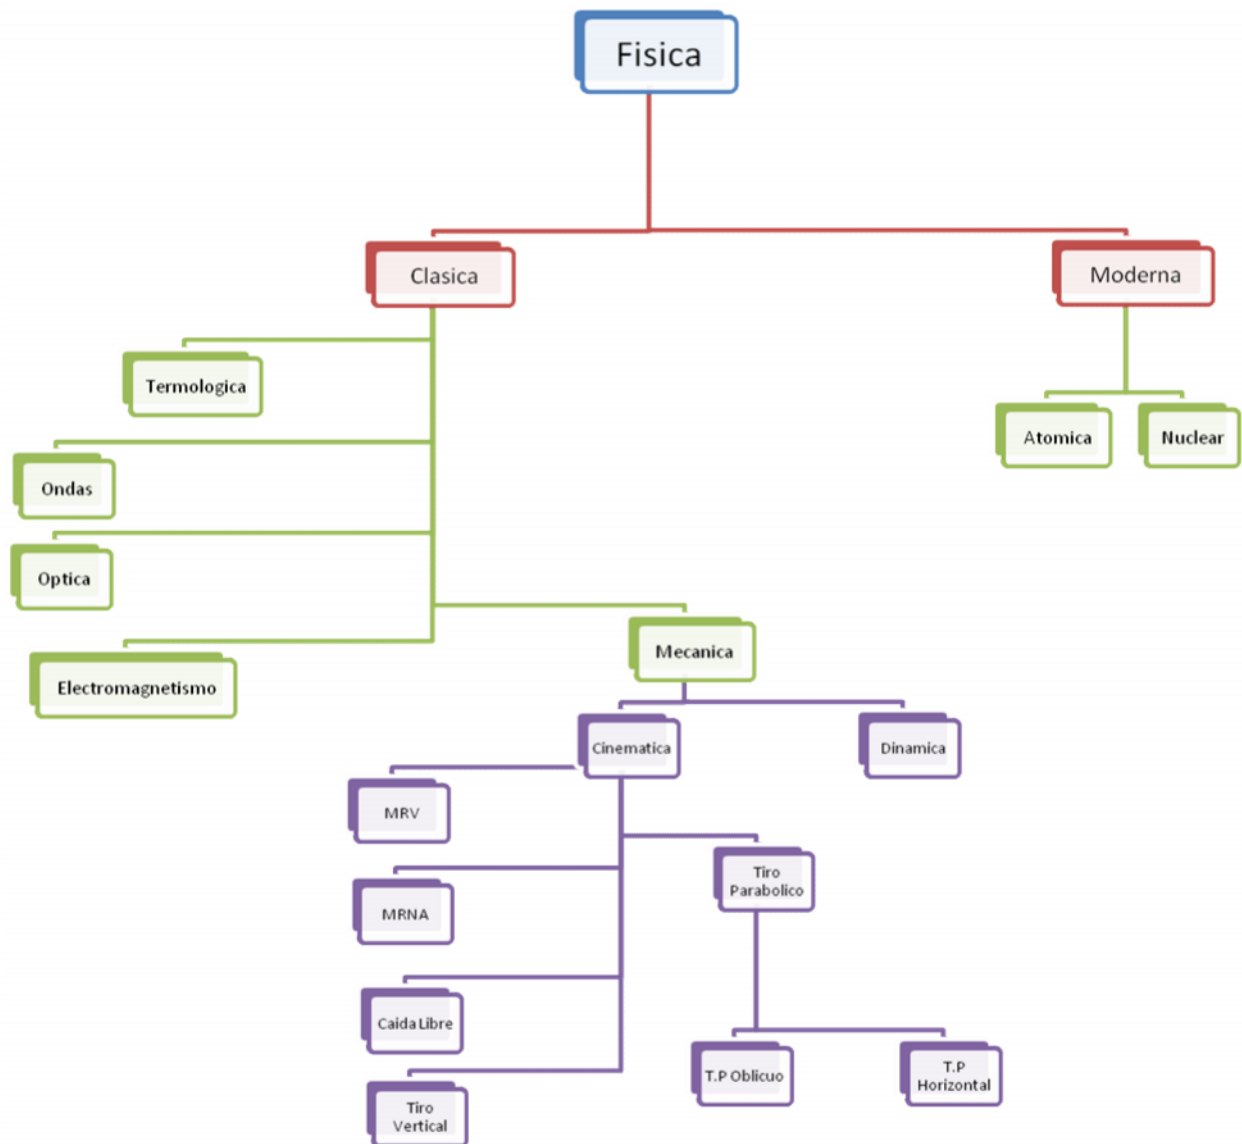 Fisica
Clasica
Moderna
Termologica
Atomica
Nuclear
Ondas
Optica
Mecanica
Electromagnetismo
Cinematica
Dinamica
MRV
Tiro
Parabolico
MRNA
Caida Libre
T.P Oblicuo
T.P
Horizontal
Tiro
Vertical